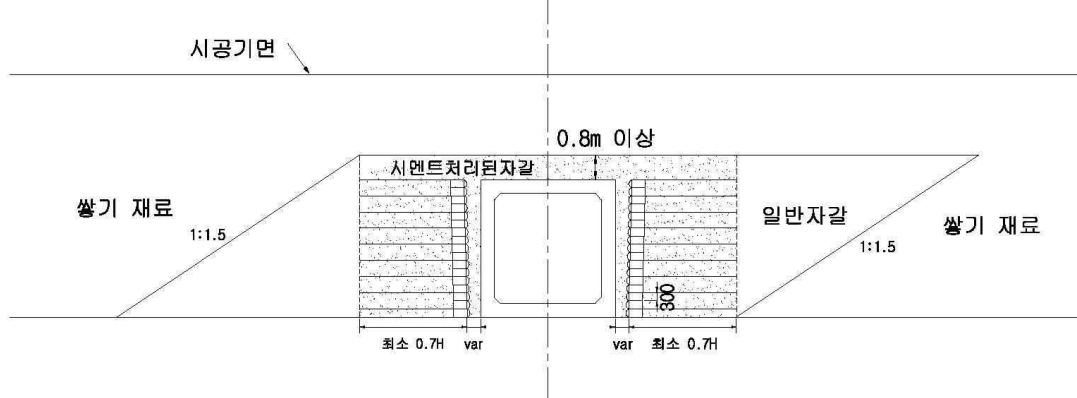 시공기면
0.8m 이상
시멘트처리된자갈
쌓기 재료
1:1.5
일반자갈
1:1.5
쌓기 재료
300
최소 0.7H
var
var
최소 0.7H